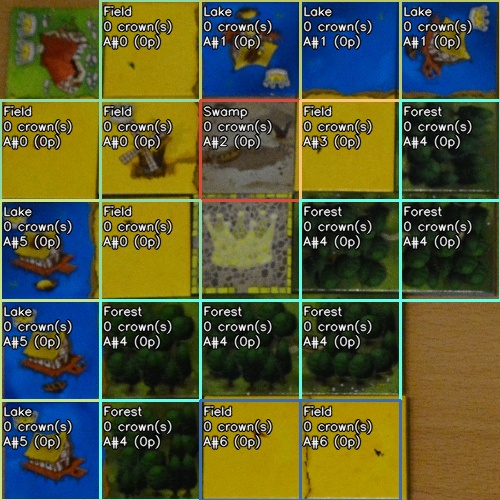 Field
0 crown(s)
A#0 (0p)
Lake
0 crown(s)
A#1 (0p)
Lake
0 crown(s)
A#1 (0p)
Lake
0 crown(s)
A#1 (0p)
Field
0 crown(s)
A#0 (0p)
Field
0 crown(s)
A#0 (0p)
Swamp
0 crown(s)
A#2 (0p)
Field
0 crown(s)
A#3 (0p)
Forest
0 crown(s)
A#4 (0p)
Lake
0 crown(s)
A#5 (0p)
Field
0 crown(s)
A#0 (0p)
Forest
0 crown(s)
A#4 (0p)
Forest
0 crown(s)
A#4 (0p)
Lake
0 crown(s)
A#5 (0p)
Forest
0 crown(s)
A#4 (0p)
Forest
0 crown(s)
A#4 (0p)
Forest
0 crown(s)
A#4 (0p)
Lake
0 crown(s)
A#5 (0p)
Forest
0 crown(s)
A#4 (0p)
Field
0 crown(s)
A#6 (0p)
Field
0 crown(s)
A#6 (0p)